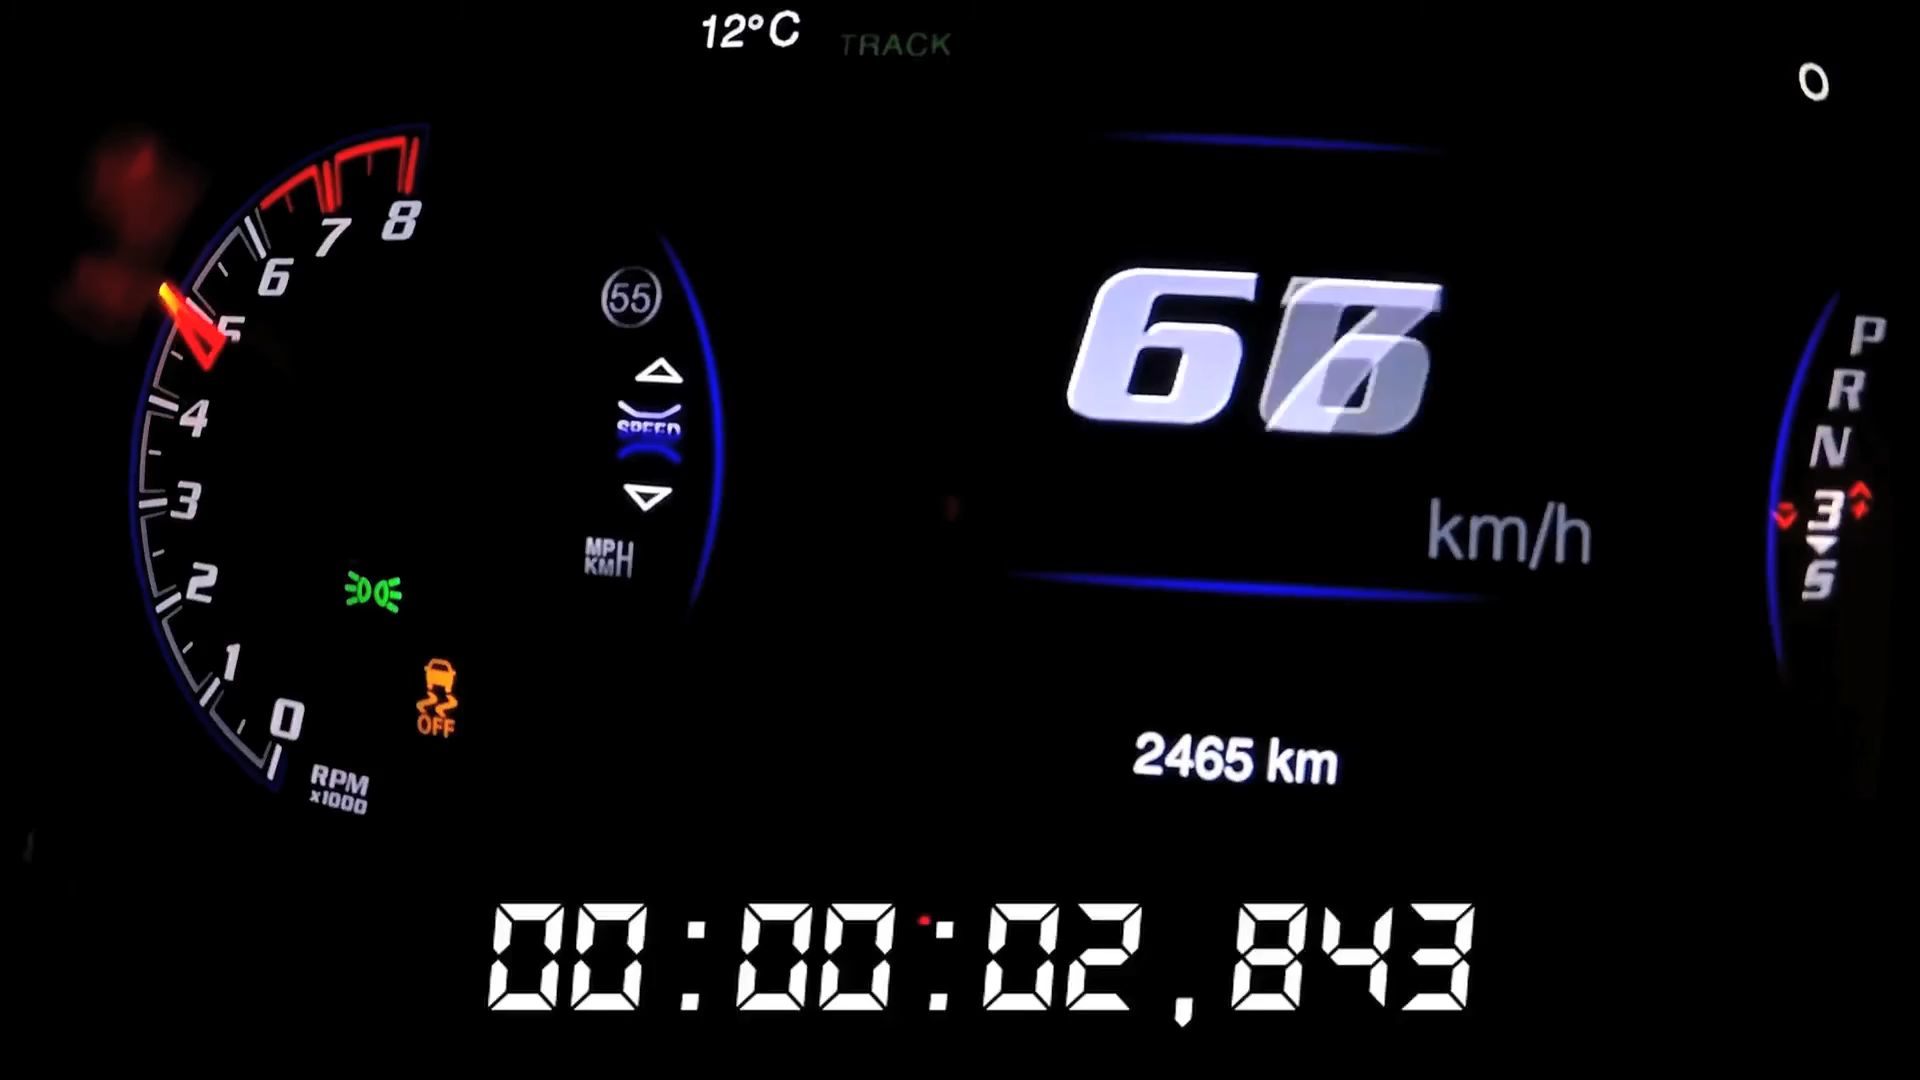 12°C TRACK
0
8
7
6
5
4
3
2
1
0
RPM
x1000
55
SPEED
MPH
KMH
OFF
km/h
2465 km
P
R
N
3
S
00:00:02,843